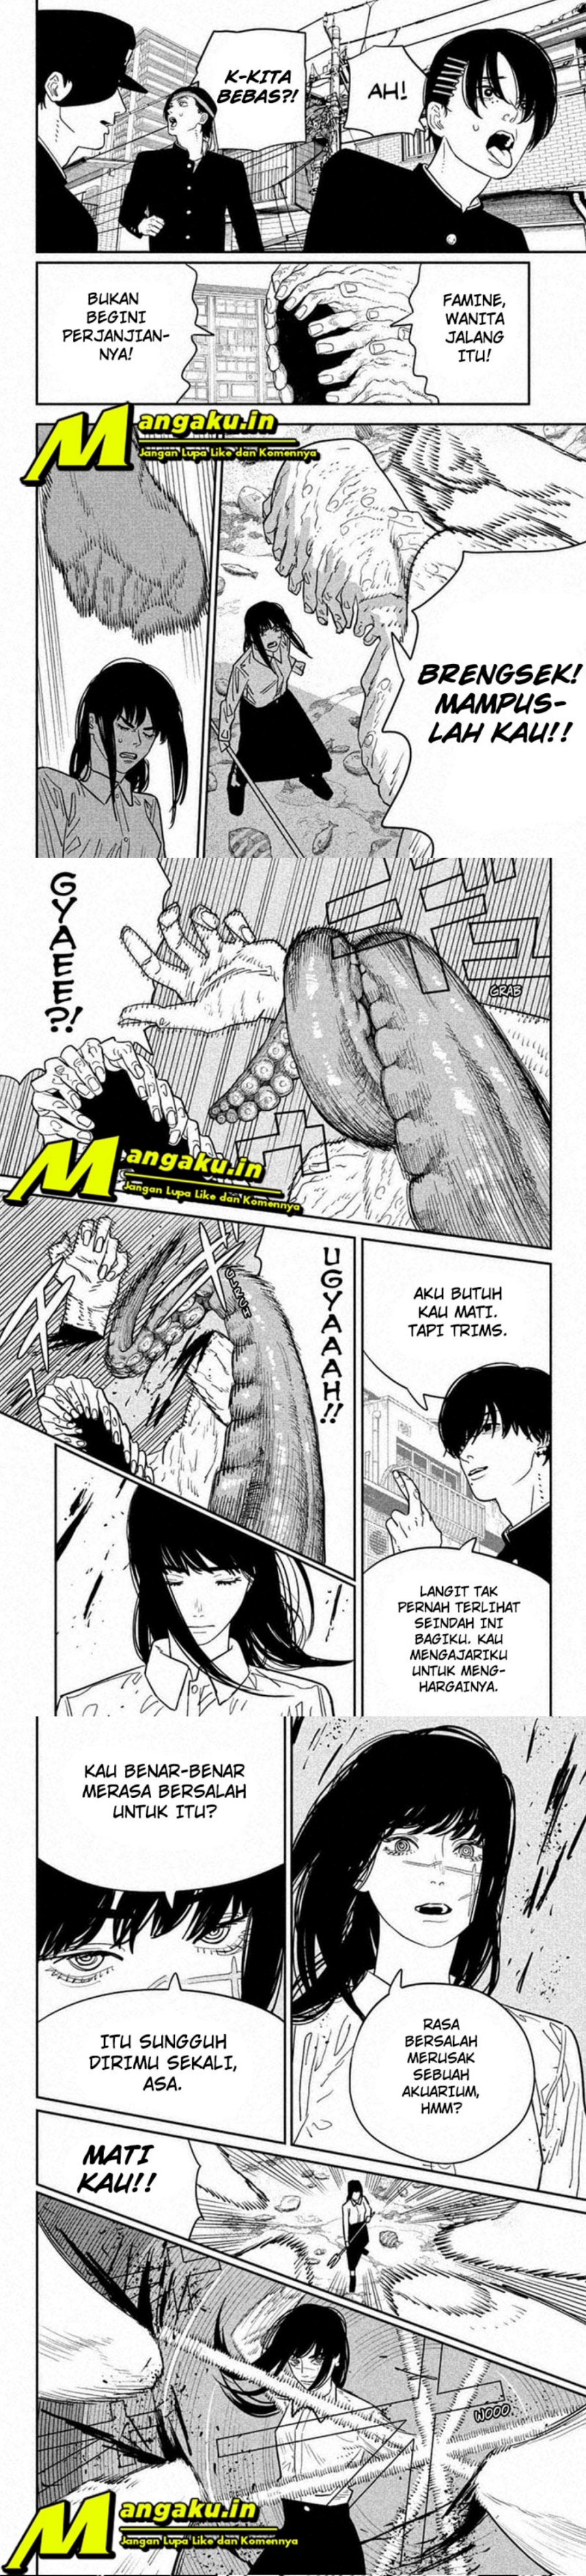 K-KITA
BEBAS?!
AH!
BUKAN
BEGINI
PERJANJIAN-
NYA!
FAMINE,
WANITA
JALANG
ITU!
Mangaku.in
Jangan Lupa Like dan Komennya
BRENGSEK!
MAMPUS-
LAH KAU!!
GYAEEE?!
GRAB
Mangaku.in
Jangan Lupa Like dan Komennya
UGYAAAH!!
AKU BUTUH
KAU MATI.
TAPI TRIMS.
LANGIT TAK
PERNAH TERLIHAT
SEINDAH INI
BAGIKU. KAU
MENGAJARIKU
UNTUK MENG-
HARGAINYA.
KAU BENAR-BENAR
MERASA BERSALAH
UNTUK ITU?
ITU SUNGGUH
DIRIMU SEKALI,
ASA.
RASA
BERSALAH
MERUSAK
SEBUAH
AKUARIUM,
HMM?
MATI
KAU!!
WOOO
Mangaku.in
Jangan Lupa Like dan Komennya